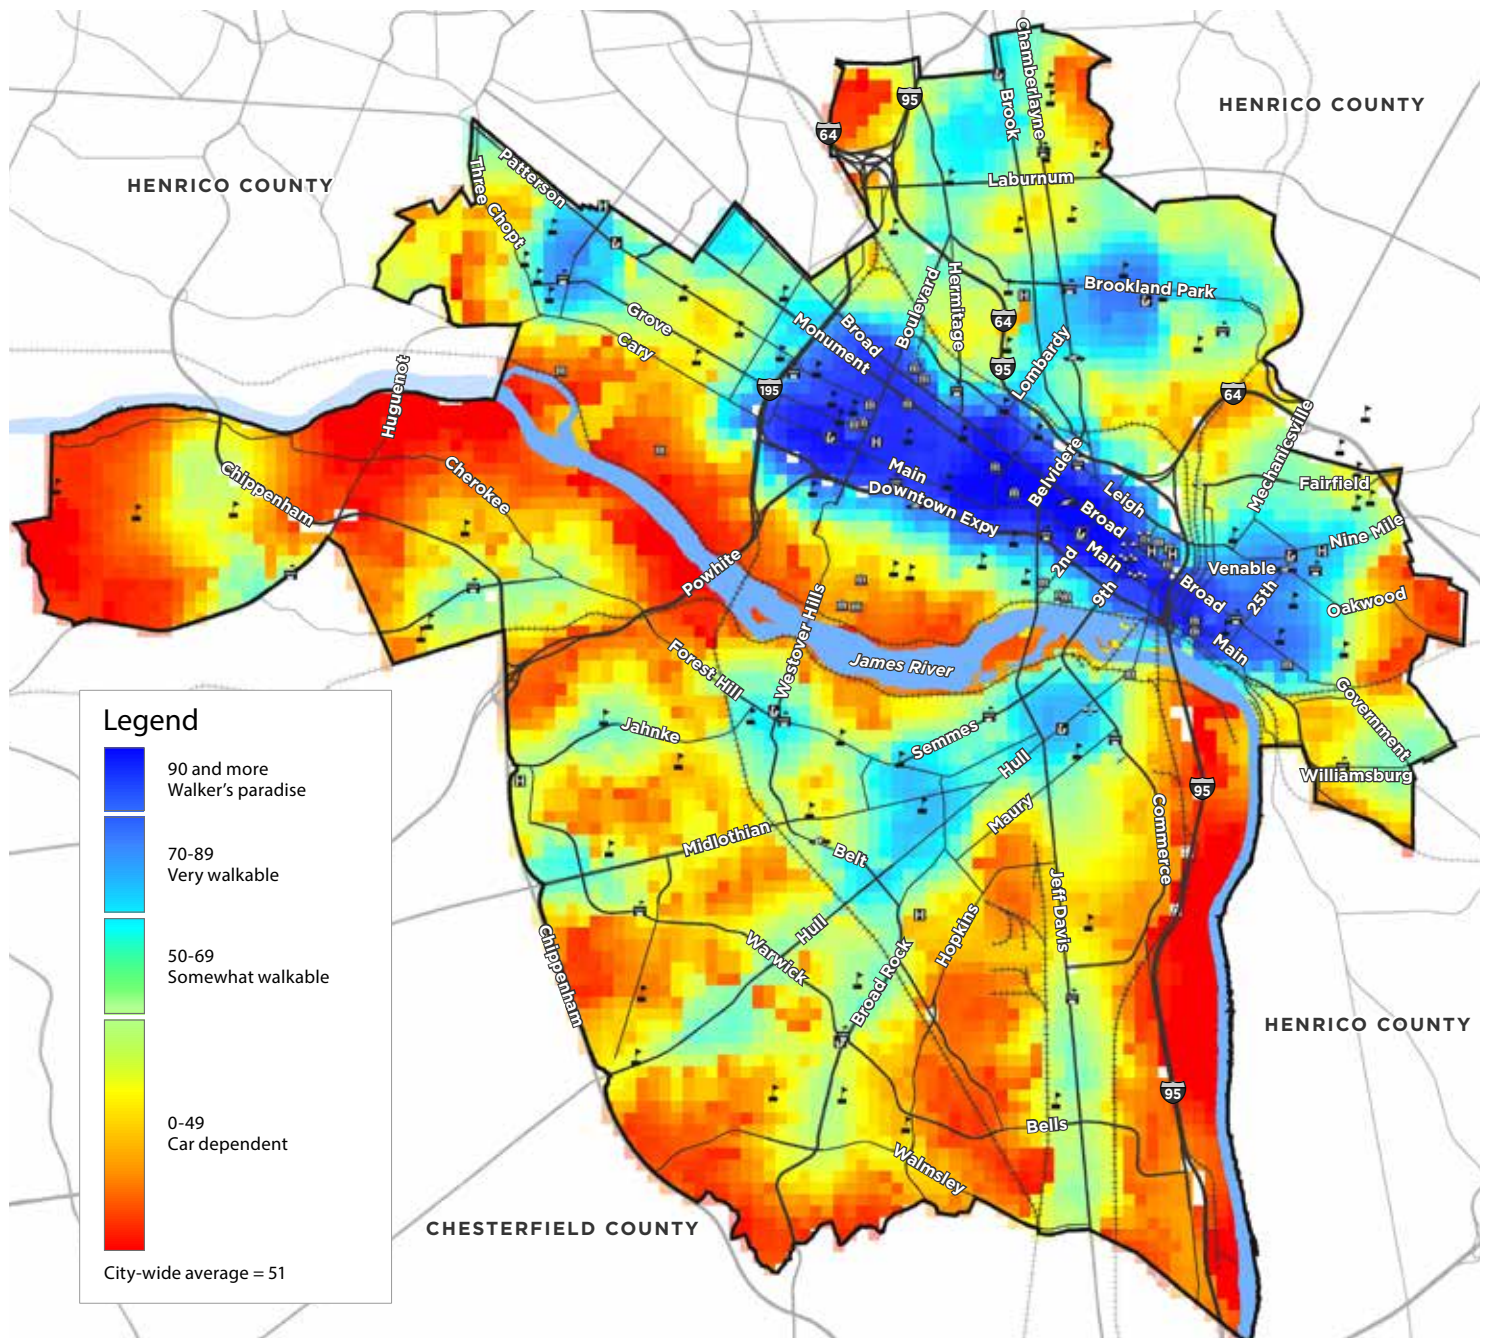 Chamberlayne
95
Brook
HENRICO COUNTY
64
Patterson
Three Chopt
Laburnum
HENRICO COUNTY
Boulevard
Hermitage
Brookland Park
Grove
Cary
Monument
Broad
64
Lombardy
95
195
64
Huguenot
Mechanicsville
Belvidere
Main
Downtown Expy
Leigh
Broad
Fairfield
Cherokee
Chippenham
Nine Mile
Main
2nd
9th
Venable
Broad
25th
Oakwood
Powhite
Westover Hills
James River
Main
Forest Hill
Government
Jahnke
Semmes
Hull
Williamsburg
95
Maury
Commerce
Midlothian
Belt
Jeff Davis
Hopkins
Hull
Warwick
Broad Rock
Chippenham
HENRICO COUNTY
95
Bells
Walmsley
CHESTERFIELD COUNTY
Legend
90 and more
Walker's paradise
70-89
Very walkable
50-69
Somewhat walkable
0-49
Car dependent
City-wide average = 51
H
H
H
H
H
H
H
H